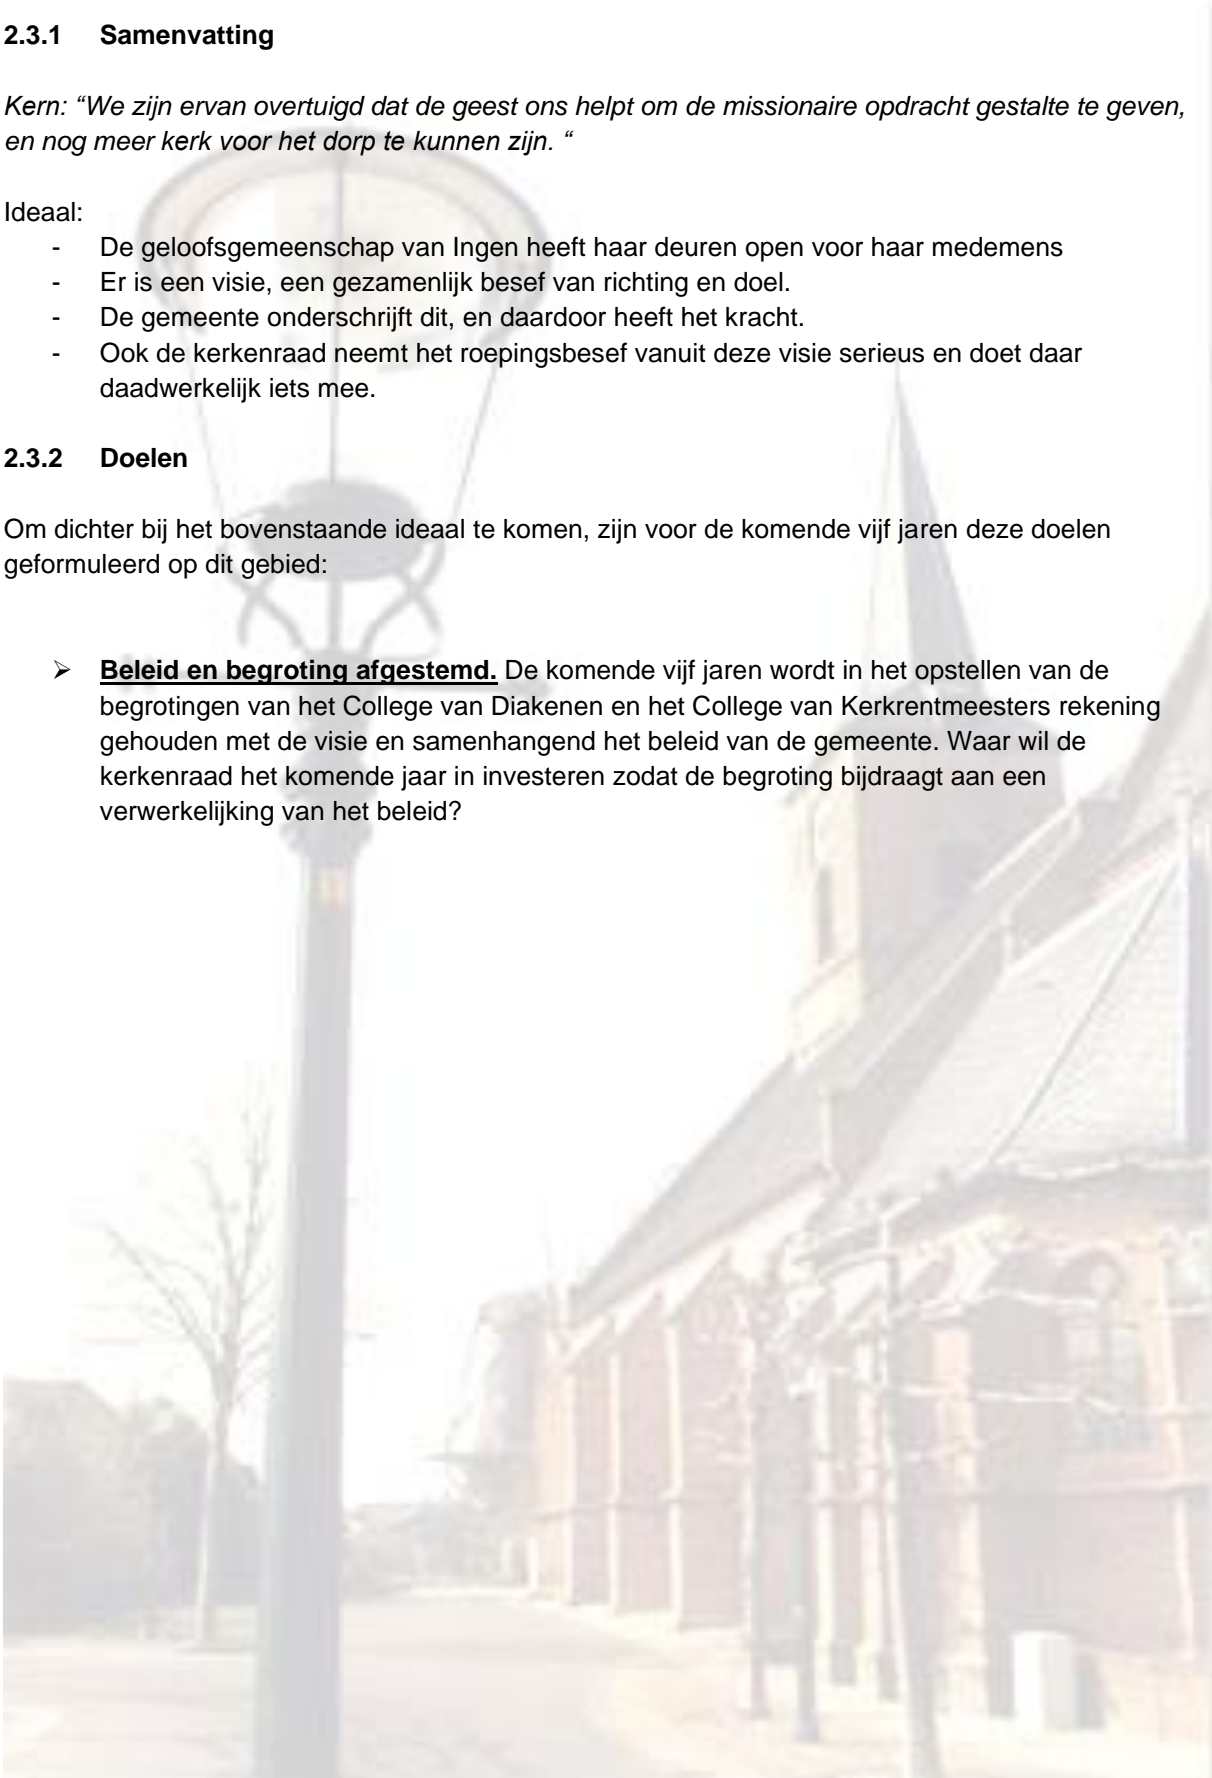 2.3.1 Samenvatting
Kern: “We zijn ervan overtuigd dat de geest ons helpt om de missionaire opdracht gestalte te geven,
en nog meer kerk voor het dorp te kunnen zijn. “
Ideaal:
- De geloofsgemeenschap van Ingen heeft haar deuren open voor haar medemens
- Er is een visie, een gezamenlijk besef van richting en doel.
- De gemeente onderschrijft dit, en daardoor heeft het kracht.
- Ook de kerkenraad neemt het roepingsbesef vanuit deze visie serieus en doet daar
daadwerkelijk iets mee.
2.3.2 Doelen
Om dichter bij het bovenstaande ideaal te komen, zijn voor de komende vijf jaren deze doelen
geformuleerd op dit gebied:
➢ Beleid en begroting afgestemd. De komende vijf jaren wordt in het opstellen van de
begrotingen van het College van Diakenen en het College van Kerkrentmeesters rekening
gehouden met de visie en samenhangend het beleid van de gemeente. Waar wil de
kerkenraad het komende jaar in investeren zodat de begroting bijdraagt aan een
verwerkelijking van het beleid?